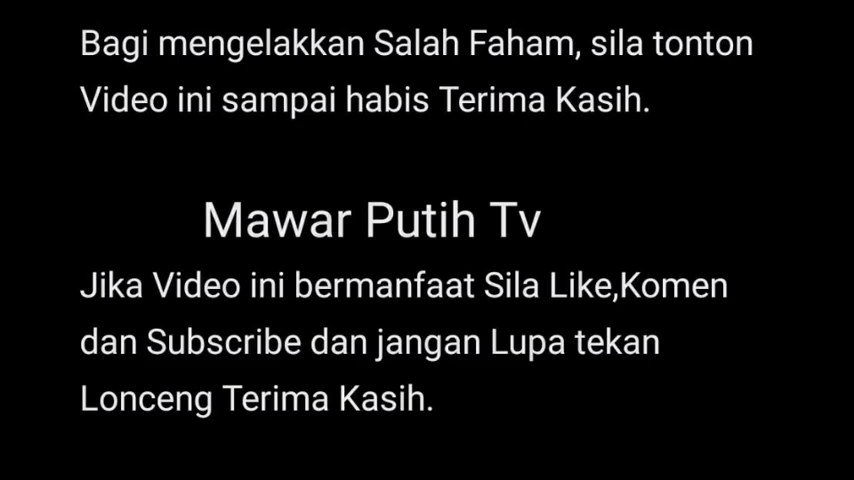 Bagi mengelakkan Salah Faham, sila tonton
Video ini sampai habis Terima Kasih.
Mawar Putih Tv
Jika Video ini bermanfaat Sila Like,Komen
dan Subscribe dan jangan Lupa tekan
Lonceng Terima Kasih.